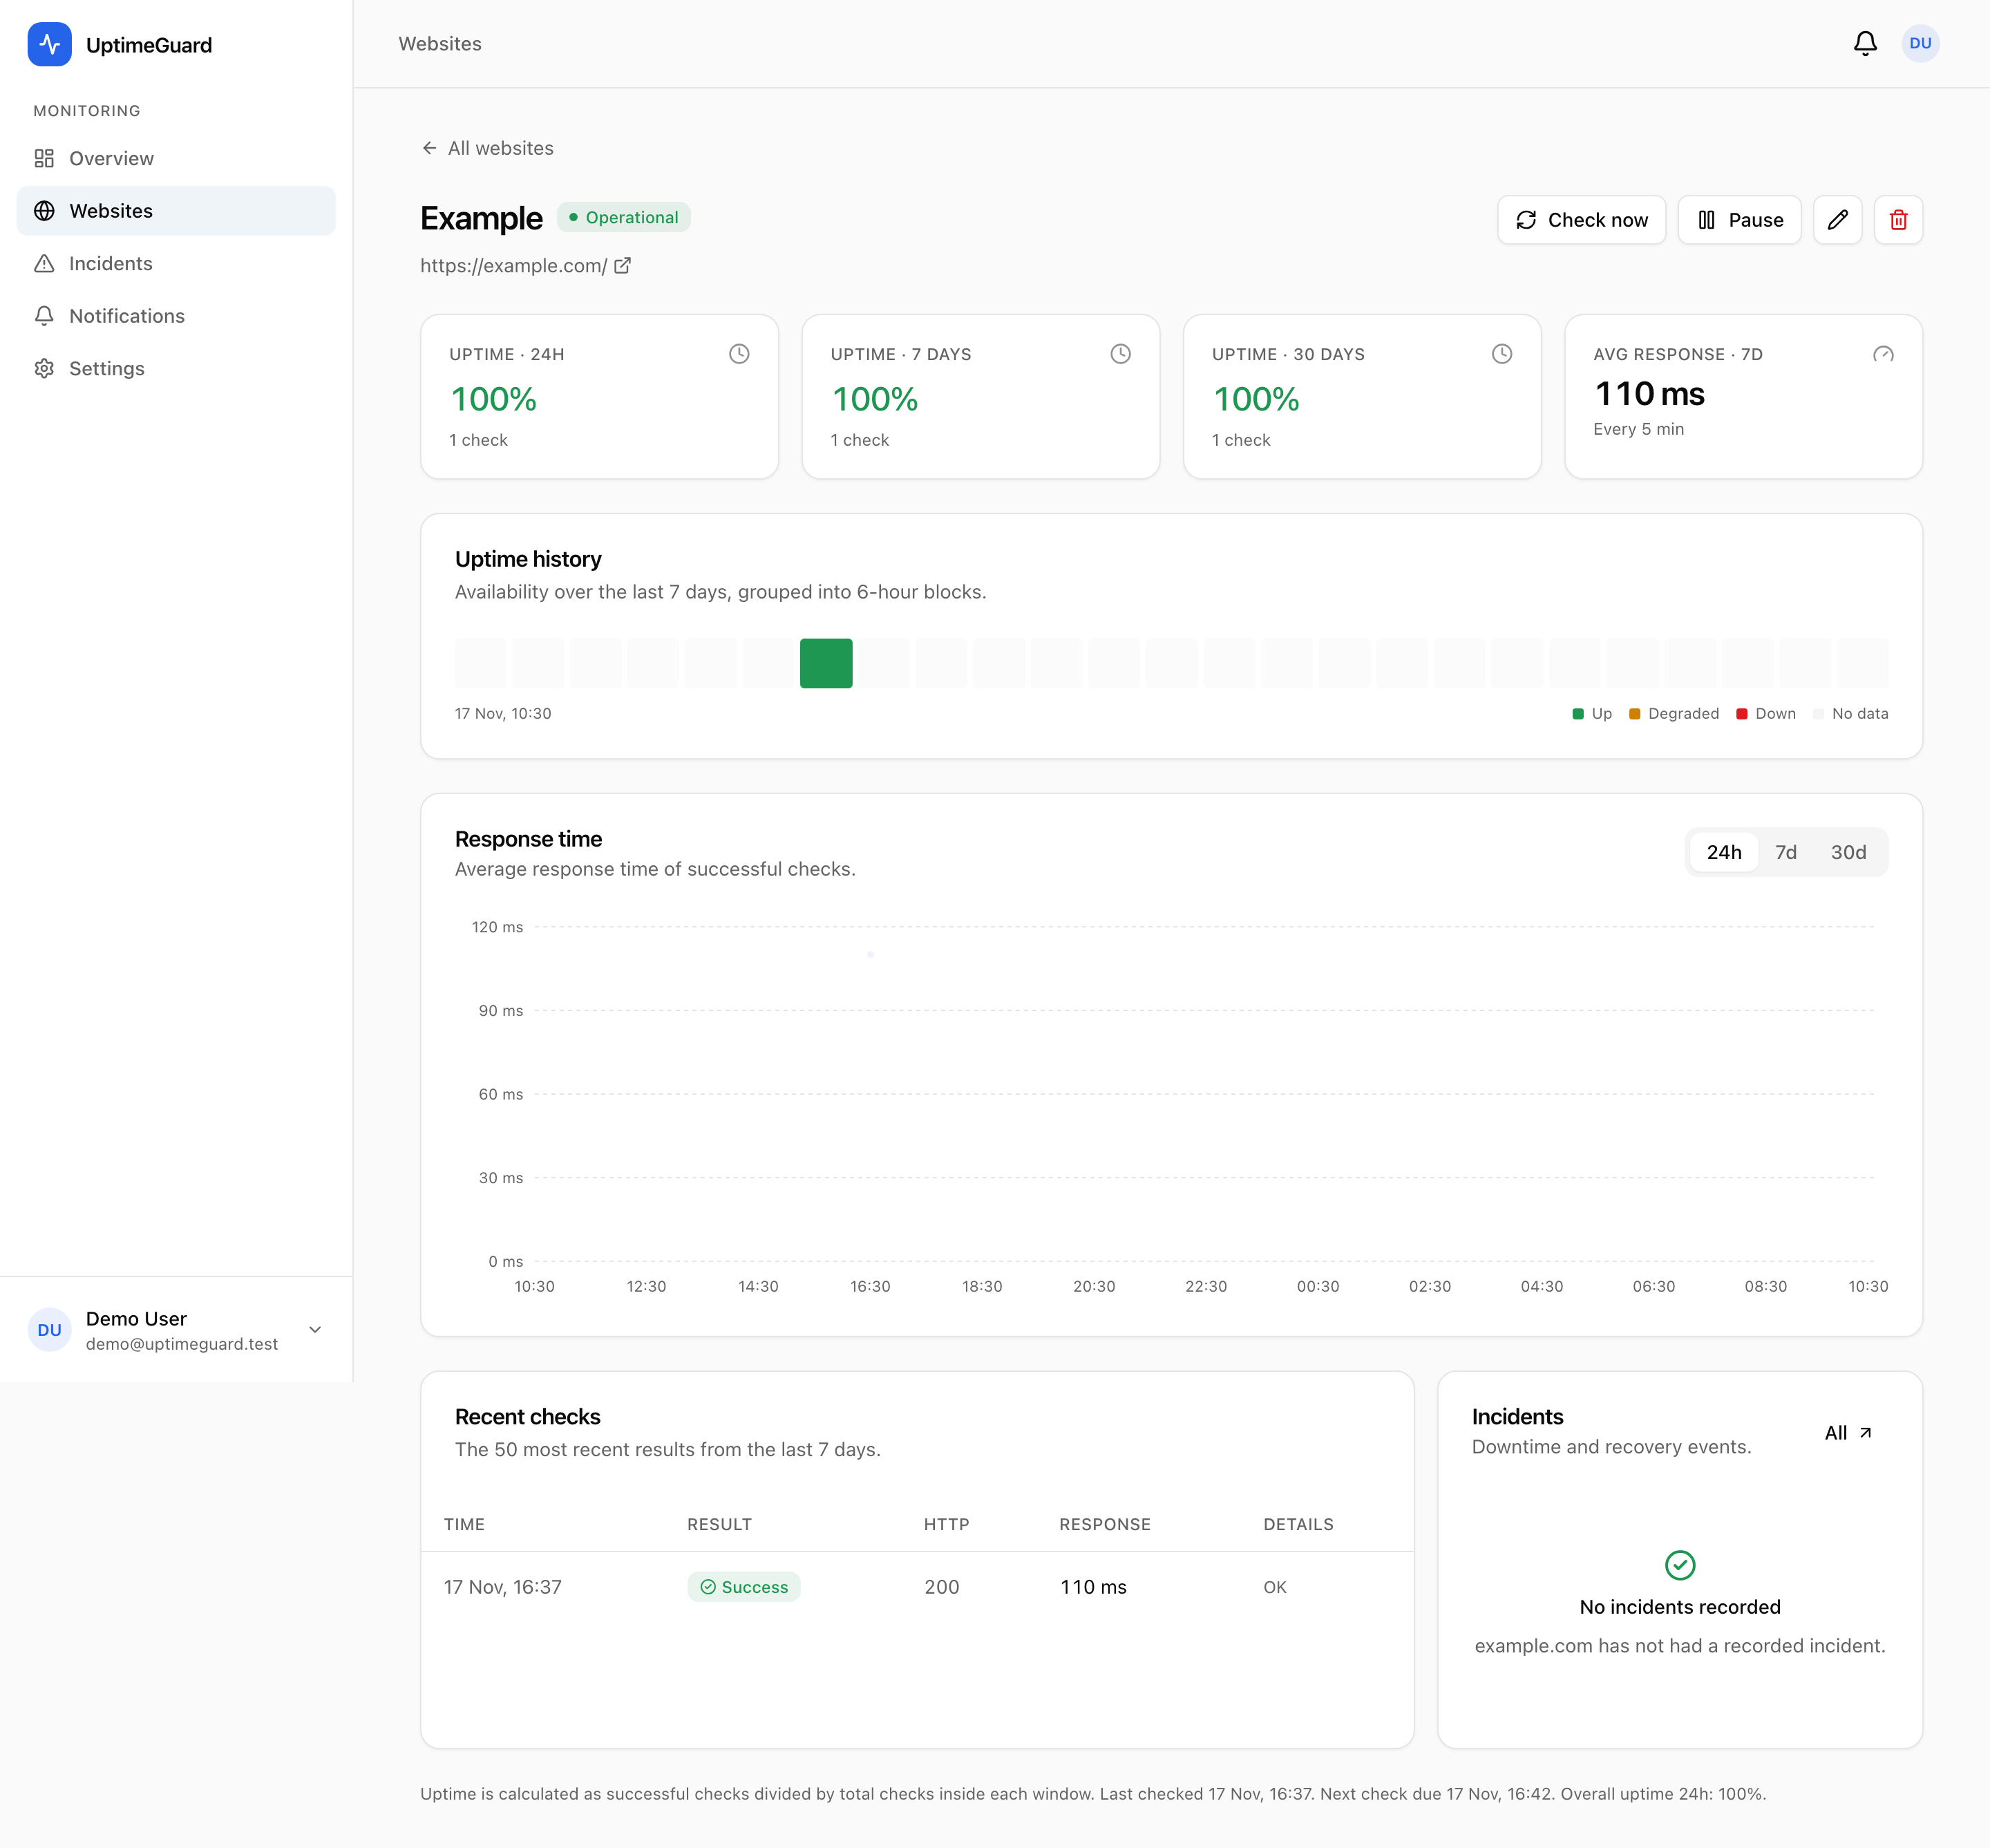 UptimeGuard
MONITORING
Overview
Websites
Incidents
Notifications
Settings
DU
Demo User
demo@uptimeguard.test
Websites
DU
All websites
Example
Operational
https://example.com/
Check now
Pause
UPTIME · 24H
100%
1 check
UPTIME · 7 DAYS
100%
1 check
UPTIME · 30 DAYS
100%
1 check
AVG RESPONSE · 7D
110 ms
Every 5 min
Uptime history
Availability over the last 7 days, grouped into 6-hour blocks.
17 Nov, 10:30
Up Degraded Down No data
Response time
Average response time of successful checks.
24h 7d 30d
120 ms
90 ms
60 ms
30 ms
0 ms
10:30 12:30 14:30 16:30 18:30 20:30 22:30 00:30 02:30 04:30 06:30 08:30 10:30
Recent checks
The 50 most recent results from the last 7 days.
TIME RESULT HTTP RESPONSE DETAILS
17 Nov, 16:37 Success 200 110 ms OK
Incidents
Downtime and recovery events.
All
No incidents recorded
example.com has not had a recorded incident.
Uptime is calculated as successful checks divided by total checks inside each window. Last checked 17 Nov, 16:37. Next check due 17 Nov, 16:42. Overall uptime 24h: 100%.